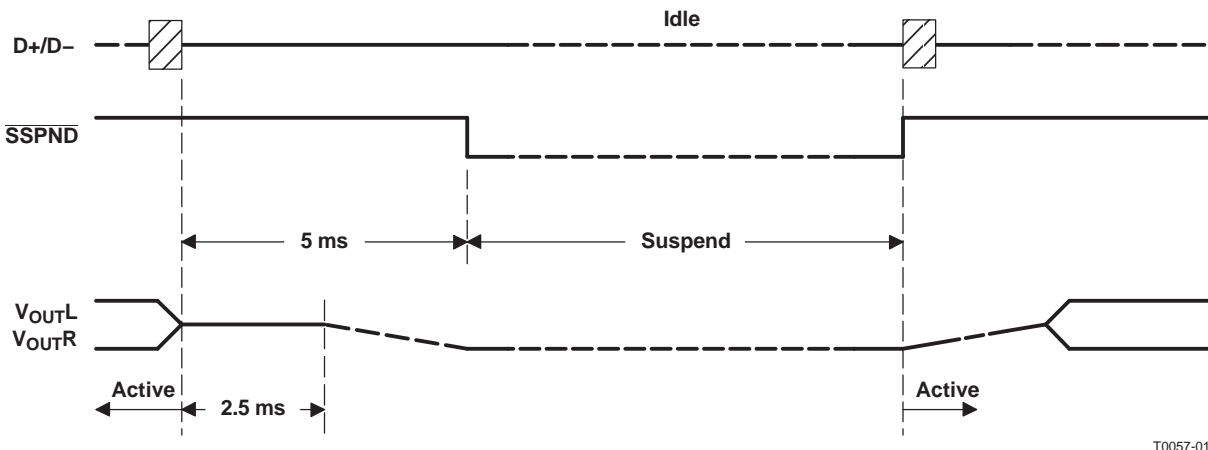 Idle
D+/D–
SSPND
5 ms
Suspend
VOUTL
VOUTR
Active
2.5 ms
Active
T0057-01